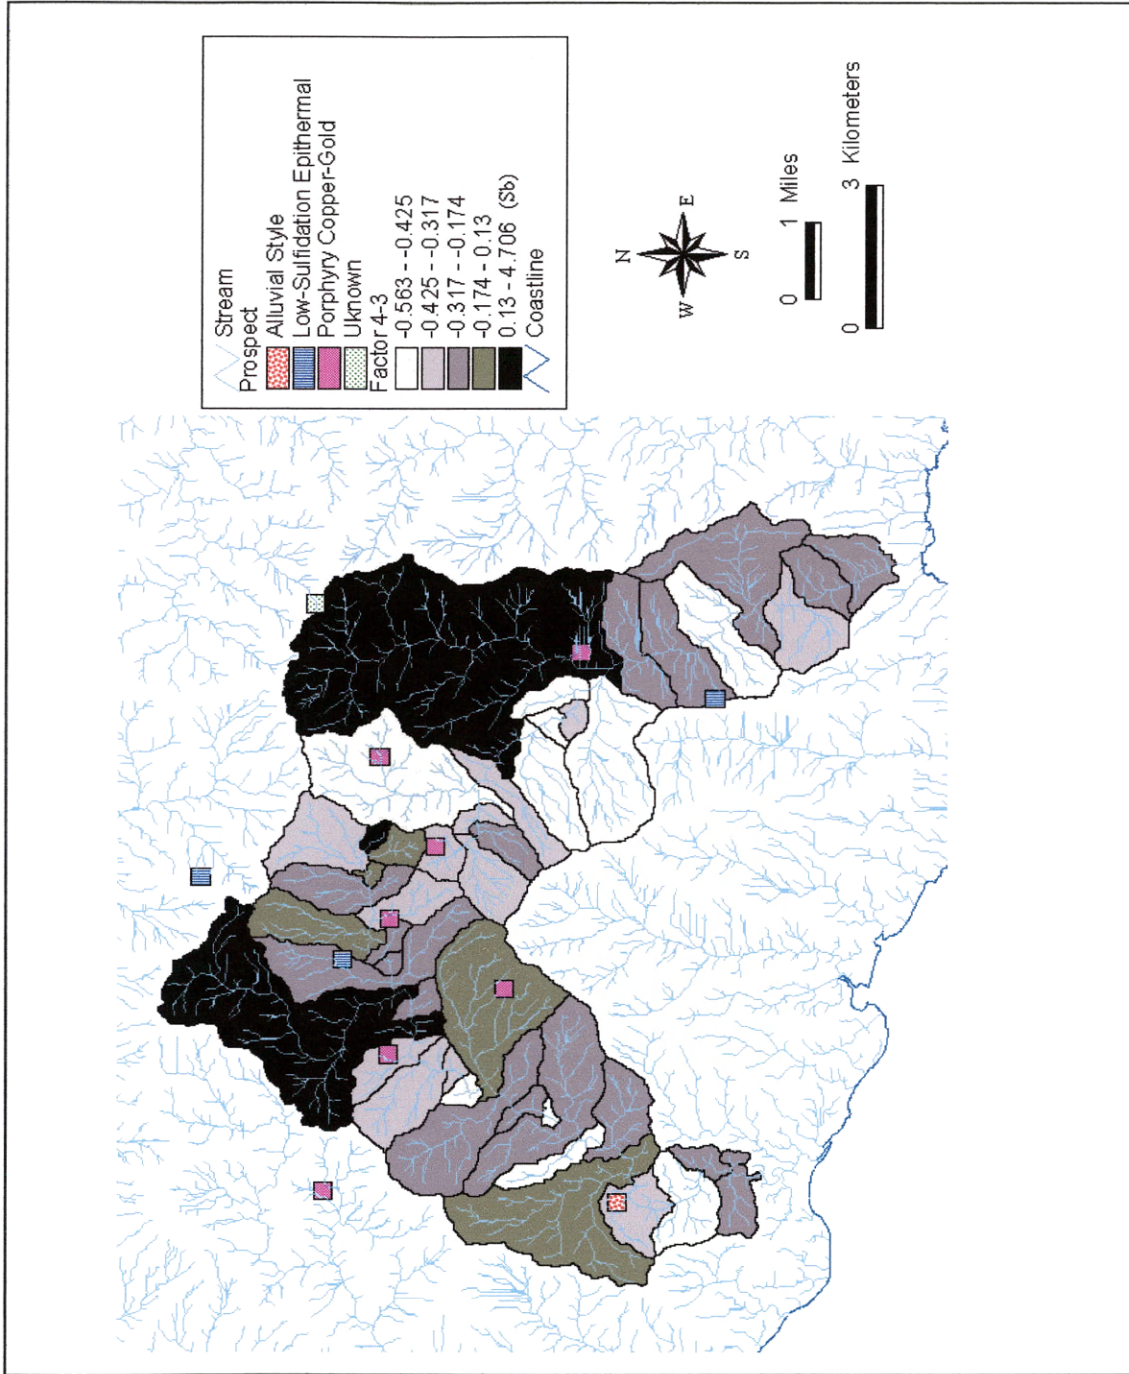 Stream
Prospect
Alluvial Style
Low-Sulfidation Epithermal
Porphyry Copper-Gold
Uknown
Factor 4-3
-0.563 - -0.425
-0.425 - -0.317
-0.317 - -0.174
-0.174 - 0.13
0.13 - 4.706 (Sb)
Coastline
N
W E
S
0 1 Miles
0 3 Kilometers